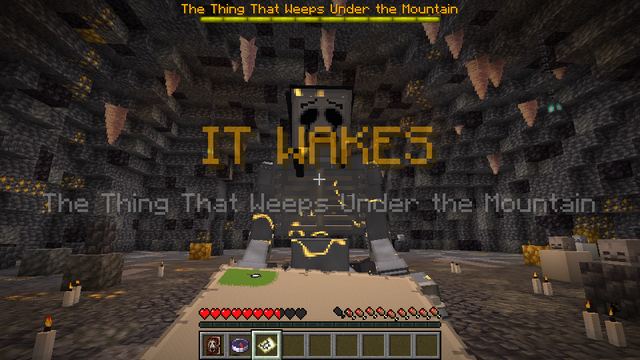 The Thing That Weeps Under the Mountain
IT WAKES
The Thing That Weeps Under the Mountain